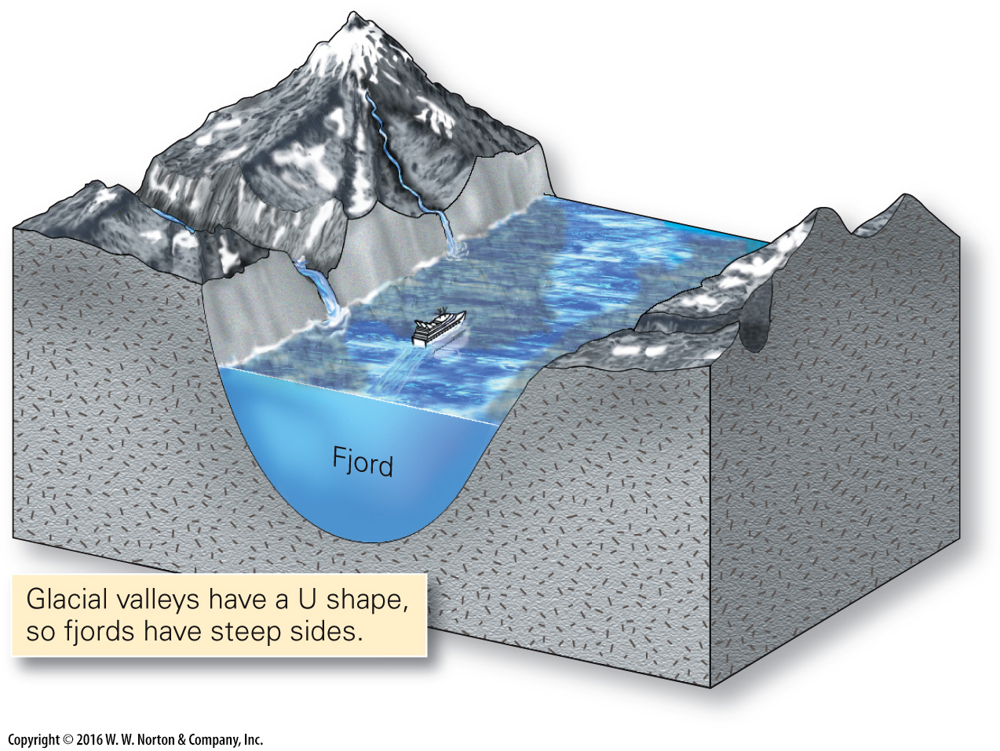 Fjord
Glacial valleys have a U shape,
so fjords have steep sides.
Copyright © 2016 W. W. Norton & Company, Inc.